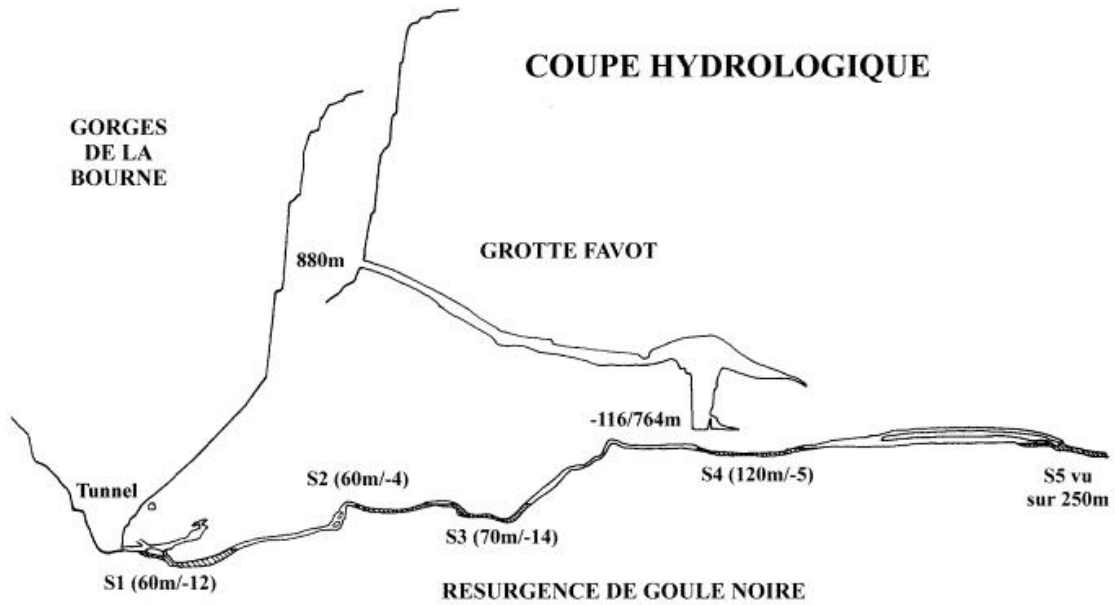 COUPE HYDROLOGIQUE
GORGES
DE LA
BOURNE
GROTTE FAVOT
880m
-116/764m
Tunnel
S2 (60m/-4)
S4 (120m/-5)
S5 vu
sur 250m
S3 (70m/-14)
S1 (60m/-12)
RESURGENCE DE GOULE NOIRE